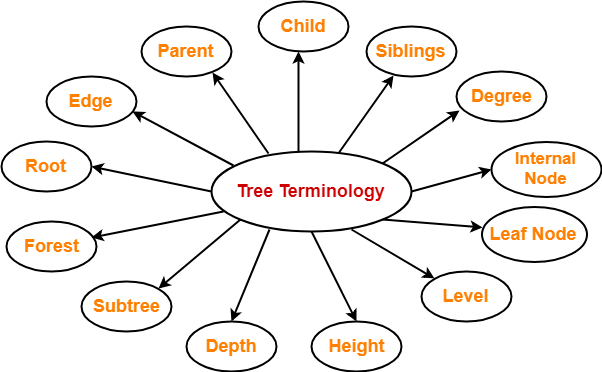 Child
Parent
Siblings
Edge
Degree
Root
Internal
Node
Tree Terminology
Forest
Leaf Node
Subtree
Level
Depth
Height